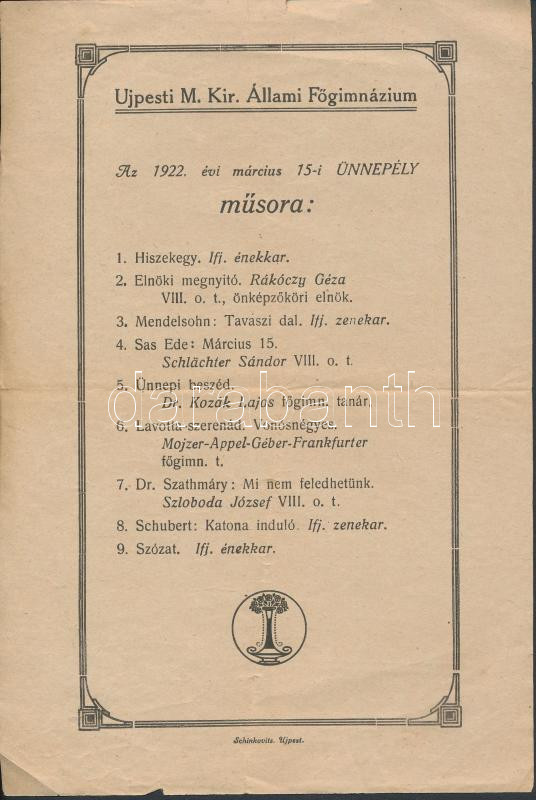 Ujpesti M. Kir. Állami Főgimnázium
Az 1922. évi március 15-i ÜNNEPÉLY
műsora:
1. Hiszekegy. Ifj. énekkar.
2. Elnöki megnyitó. Rákóczy Géza
VIII. o. t., önképzőköri elnök.
3. Mendelsohn: Tavaszi dal. Ifj. zenekar.
4. Sas Ede: Március 15.
Schlächter Sándor VIII. o. t.
5. Ünnepi beszéd.
Dr. Kozák Lajos főgimn. tanár.
darabanth
6. Lavotta-szerenád. Vonósnégyes.
Mojzer-Appel-Géber-Frankfurter
főgimn. t.
7. Dr. Szathmáry: Mi nem feledhetünk.
Szloboda József VIII. o. t.
8. Schubert: Katona induló. Ifj. zenekar.
9. Szózat. Ifj. énekkar.
Schinkovits. Ujpest.